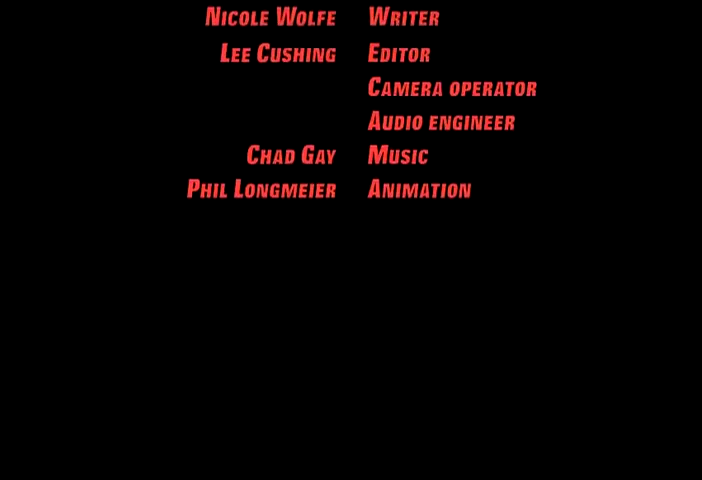 Nicole Wolfe Writer
Lee Cushing Editor
Camera operator
Audio engineer
Chad Gay Music
Phil Longmeier Animation